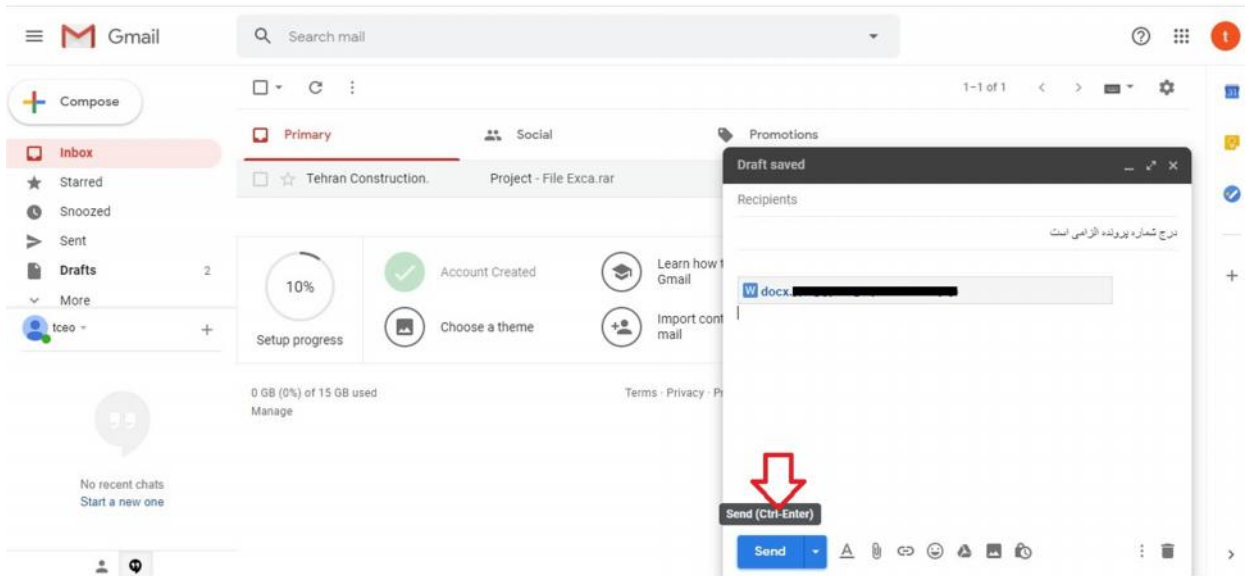 Gmail
Search mail
Compose
1–1 of 1
Primary
Social
Promotions
Inbox
Starred
Snoozed
Sent
Drafts 2
More
tceo
No recent chats
Start a new one
Tehran Construction. Project - File Exca.rar
10%
Setup progress
Account Created
Choose a theme
Learn how t
Gmail
Import cont
mail
0 GB (0%) of 15 GB used
Manage
Terms · Privacy · P
Draft saved
Recipients
درج شماره پرونده الزامی است
W docx.
Send (Ctrl-Enter)
Send
A
t
31